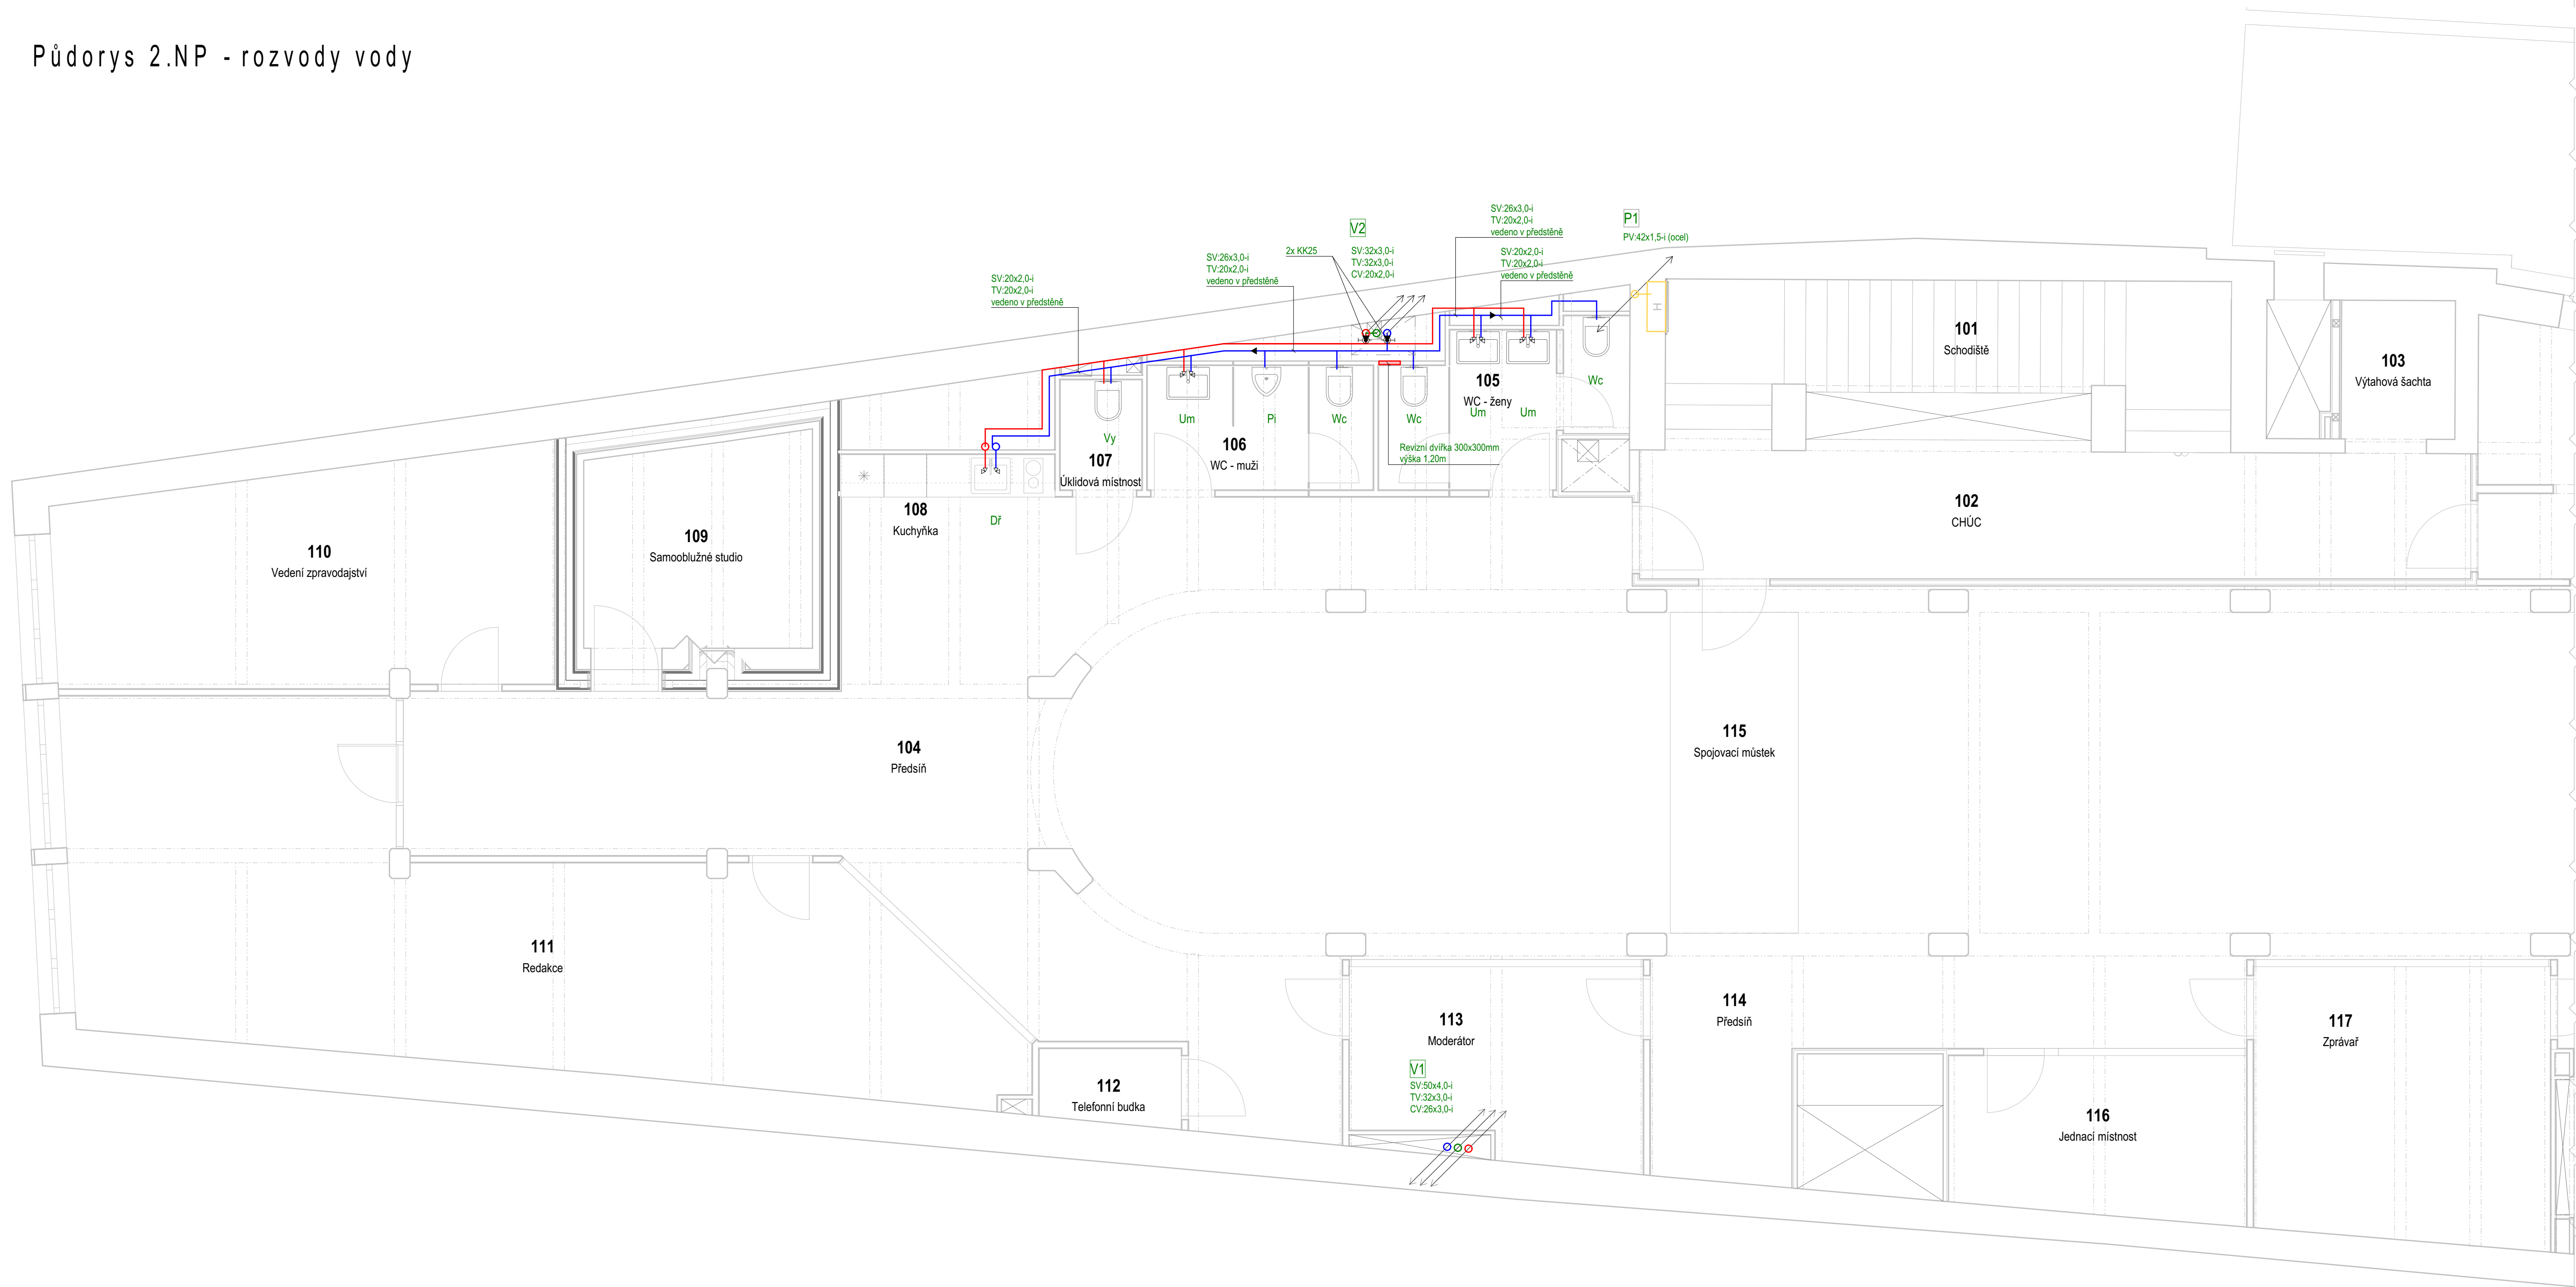 Půdorys 2.NP - rozvody vody
SV:26x3,0-i
TV:20x2,0-i
vedeno v předstěně
P1
PV:42x1,5-i (ocel)
V2
SV:32x3,0-i
TV:32x3,0-i
CV:20x2,0-i
2x KK25
SV:20x2,0-i
TV:20x2,0-i
vedeno v předstěně
SV:26x3,0-i
TV:20x2,0-i
vedeno v předstěně
SV:20x2,0-i
TV:20x2,0-i
vedeno v předstěně
H
101
Schodiště
103
Výtahová šachta
105
WC - ženy
Wc
Um
Um
Wc
Wc
Pi
Um
Vy
106
WC - muži
107
Úklidová místnost
Revizní dvířka 300x300mm
výška 1,20m
102
CHÚC
108
Kuchyňka
Dř
109
Samooblužné studio
110
Vedení zpravodajství
104
Předsíň
115
Spojovací můstek
111
Redakce
114
Předsíň
113
Moderátor
117
Zprávař
V1
SV:50x4,0-i
TV:32x3,0-i
CV:26x3,0-i
112
Telefonní budka
116
Jednací místnost